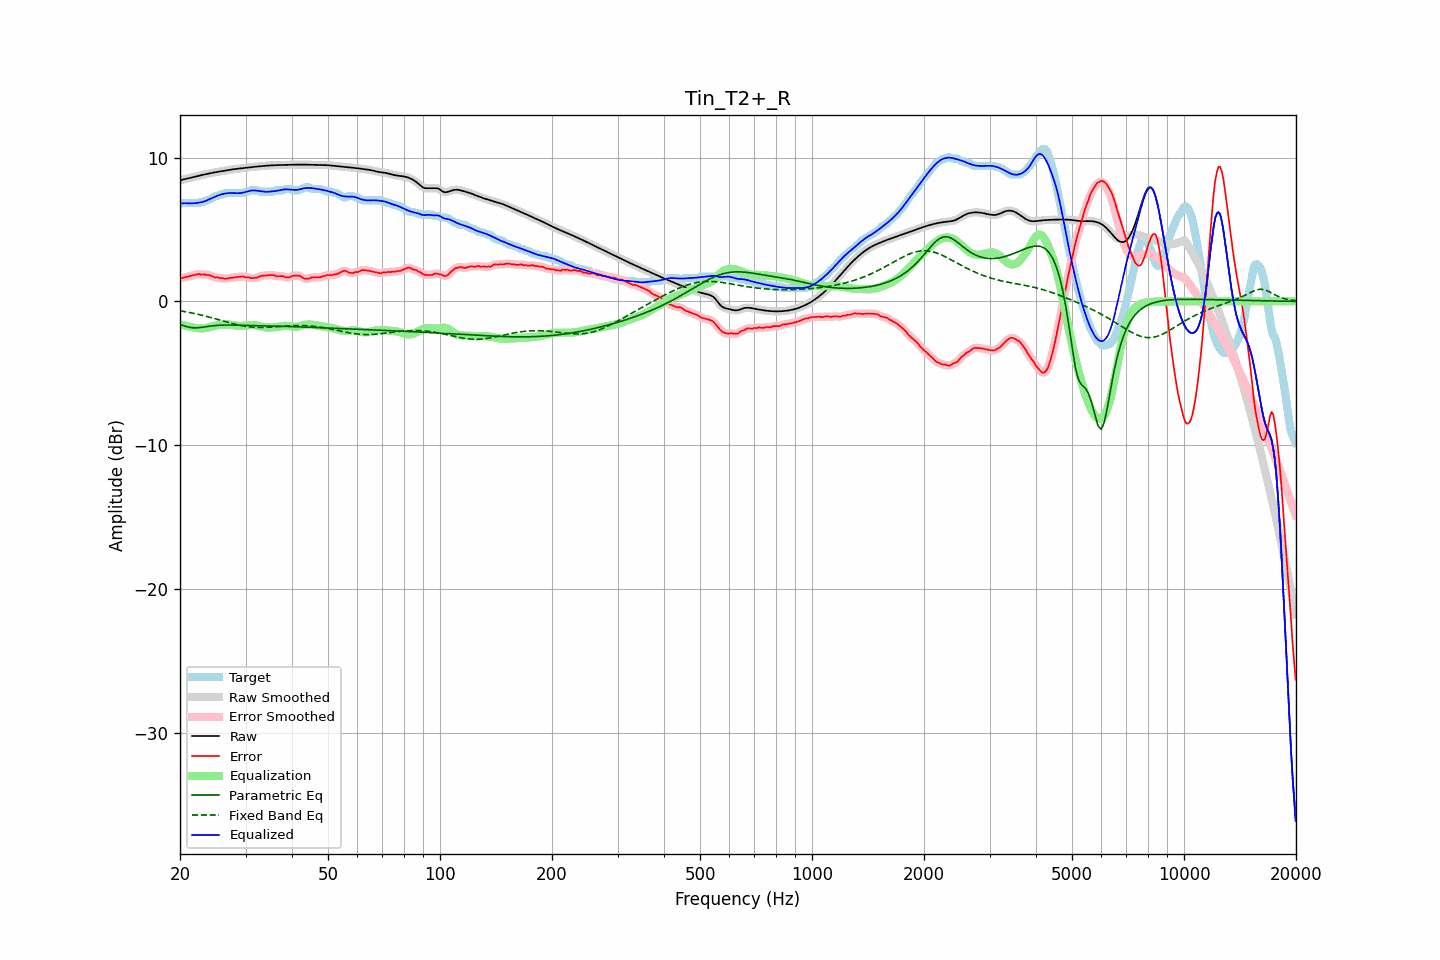 Tin_T2+_R
10
0
−10
−20
−30
Amplitude (dBr)
Target
Raw Smoothed
Error Smoothed
Raw
Error
Equalization
Parametric Eq
Fixed Band Eq
Equalized
20 50 100 200 500 1000 2000 5000 10000 20000
Frequency (Hz)